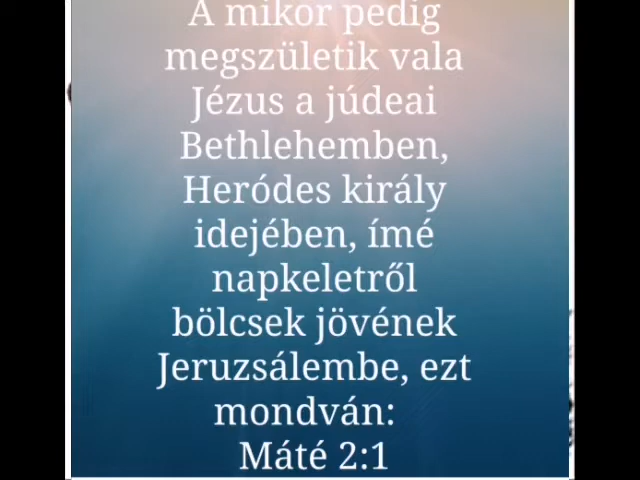 A mikor pedig
megszületik vala
Jézus a júdeai
Bethlehemben,
Heródes király
idejében, ímé
napkeletről
bölcsek jövének
Jeruzsálembe, ezt
mondván:
Máté 2:1